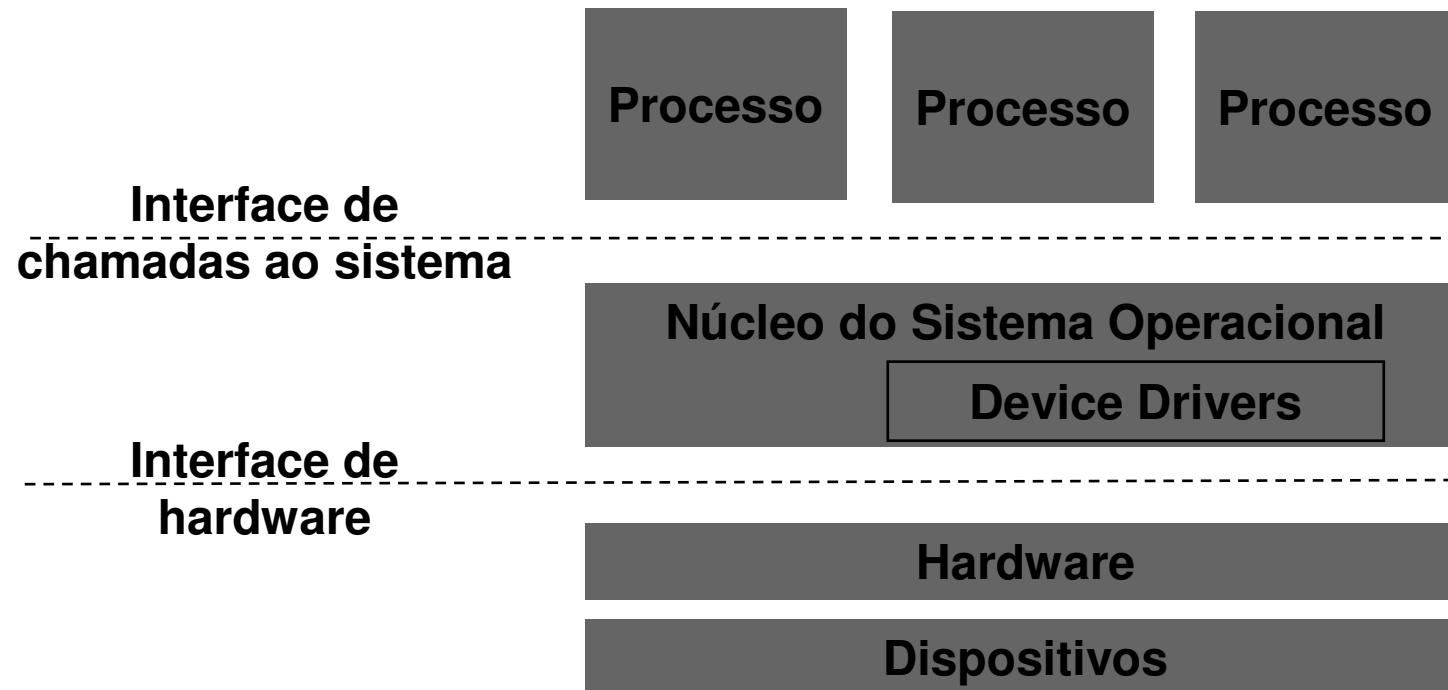 Processo
Processo
Processo
Interface de
chamadas ao sistema
Núcleo do Sistema Operacional
Device Drivers
Interface de
hardware
Hardware
Dispositivos